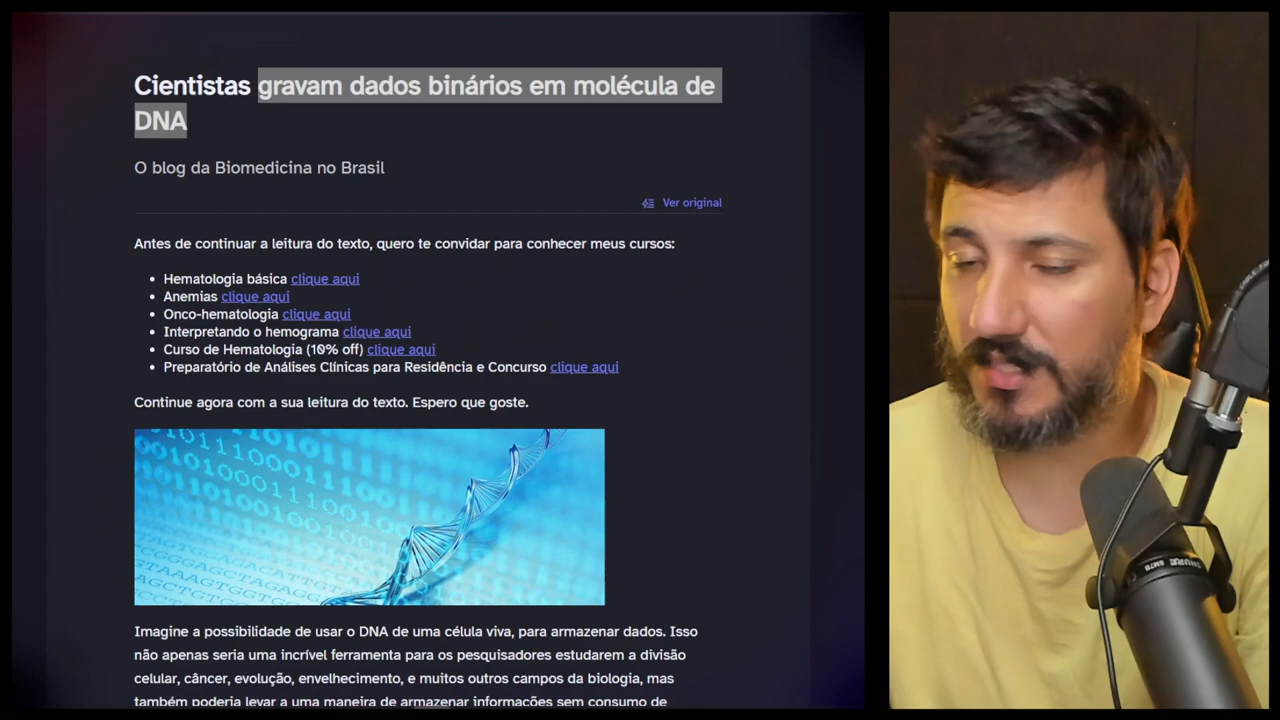 Cientistas gravam dados binários em molécula de
DNA
O blog da Biomedicina no Brasil
Ver original
Antes de continuar a leitura do texto, quero te convidar para conhecer meus cursos:
• Hematologia básica clique aqui
• Anemias clique aqui
• Onco-hematologia clique aqui
• Interpretando o hemograma clique aqui
• Curso de Hematologia (10% off) clique aqui
• Preparatório de Análises Clínicas para Residência e Concurso clique aqui
Continue agora com a sua leitura do texto. Espero que goste.
Imagine a possibilidade de usar o DNA de uma célula viva, para armazenar dados. Isso
não apenas seria uma incrível ferramenta para os pesquisadores estudarem a divisão
celular, câncer, evolução, envelhecimento, e muitos outros campos da biologia, mas
também poderia levar a uma maneira de armazenar informações sem consumo de
SHURE
SM7B